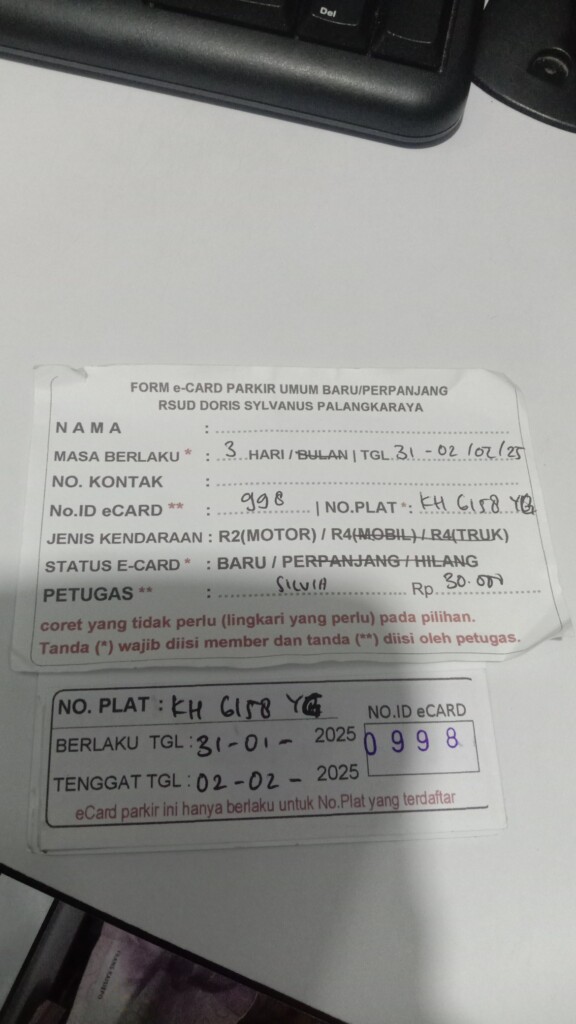 Del
FORM e-CARD PARKIR UMUM BARU/PERPANJANG
RSUD DORIS SYLVANUS PALANGKARAYA
NAMA :
MASA BERLAKU * : 3 HARI / BULAN | TGL 31 - 02 / 02 / 25
NO. KONTAK :
No.ID eCARD ** : 998 | NO.PLAT *: KH 6158 YG
JENIS KENDARAAN : R2(MOTOR) / R4(MOBIL) / R4(TRUK)
STATUS E-CARD * : BARU / PERPANJANG / HILANG
PETUGAS ** : SILVIA Rp 30.000
coret yang tidak perlu (lingkari yang perlu) pada pilihan.
Tanda (*) wajib diisi member dan tanda (**) diisi oleh petugas.
NO. PLAT : KH 6158 YG
NO.ID eCARD
BERLAKU TGL : 31-01- 2025
0998
TENGGAT TGL : 02-02- 2025
eCard parkir ini hanya berlaku untuk No.Plat yang terdaftar